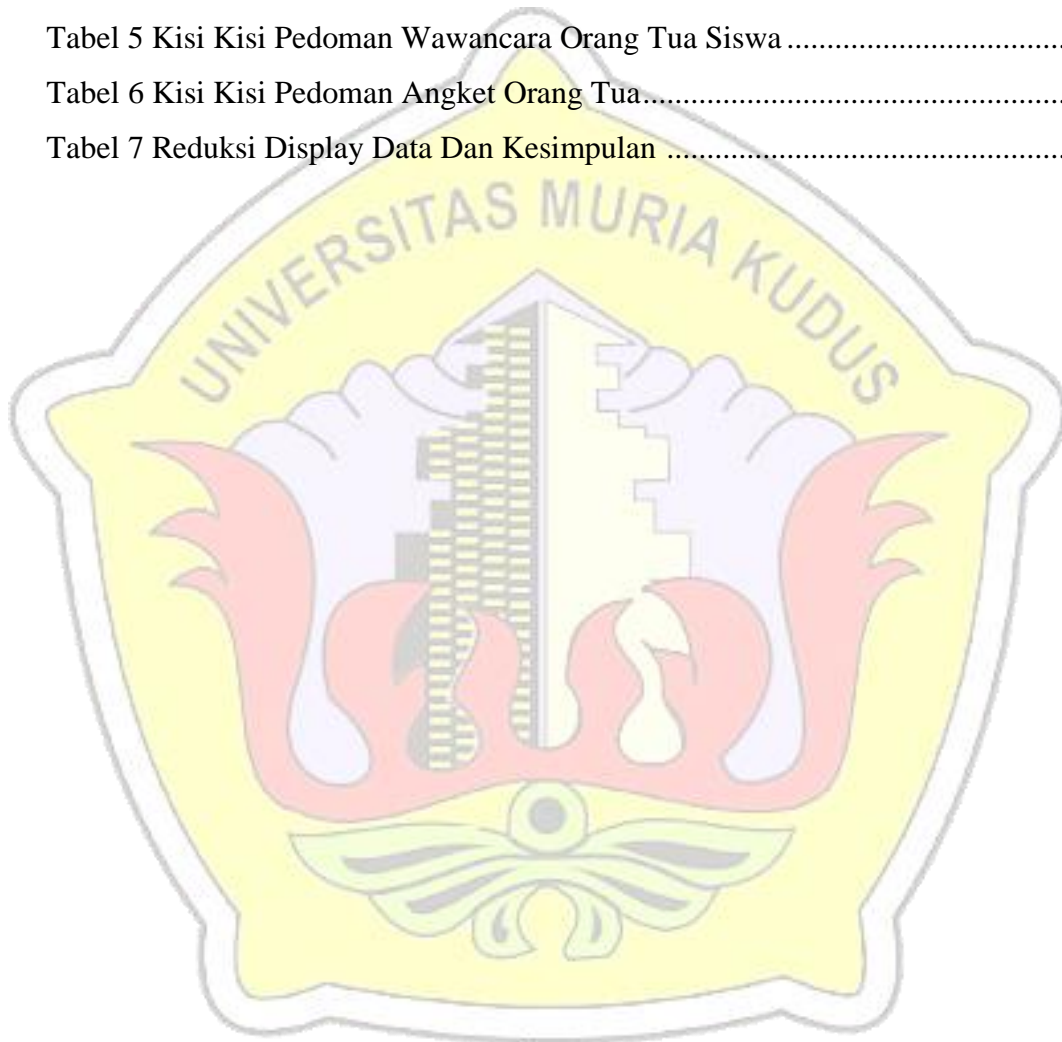 Tabel 5 Kisi Kisi Pedoman Wawancara Orang Tua Siswa ..................................
Tabel 6 Kisi Kisi Pedoman Angket Orang Tua.....................................................
Tabel 7 Reduksi Display Data Dan Kesimpulan ..................................................
UNIVERSITAS MURIA KUDUS